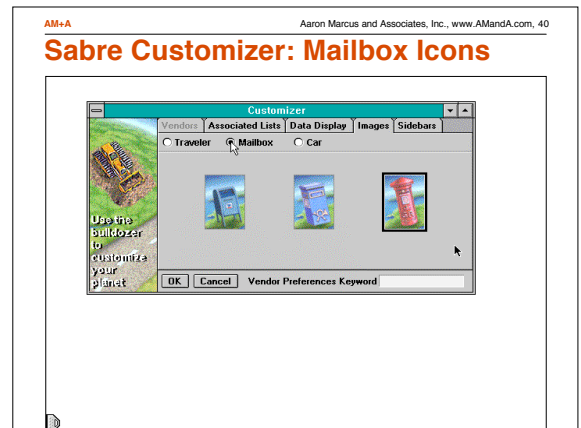 AM+A
Aaron Marcus and Associates, Inc., www.AMandA.com, 40
Sabre Customizer: Mailbox Icons
Customizer
Vendors Associated Lists Data Display Images Sidebars
Traveler Mailbox Car
Use the
bulldozer
to
customize
your
planet
OK Cancel Vendor Preferences Keyword